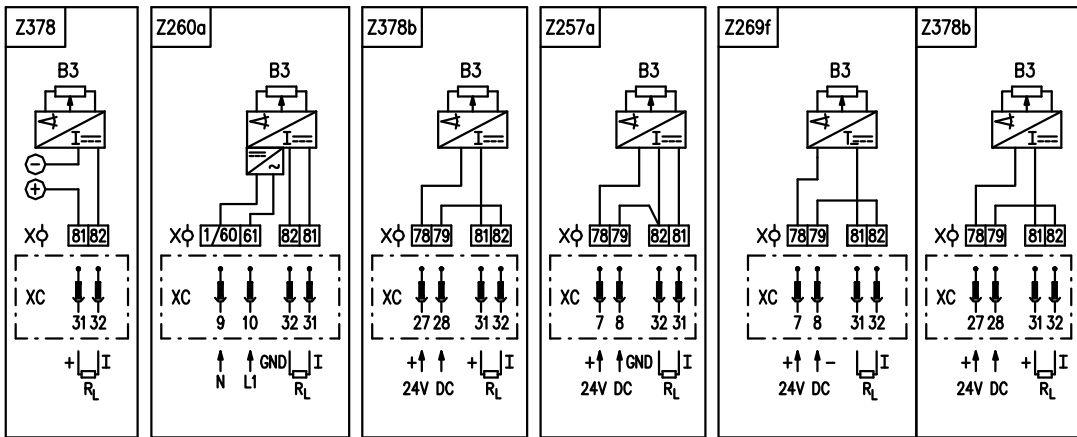 Z378
B3
I
−
+
X
81 82
XC
31 32
+ I
RL
Z260a
B3
I
~
X
1/60 61 82 81
XC
9 10 32 31
N L1 GND I
RL
Z378b
B3
I
X
78 79 81 82
XC
27 28 31 32
+ + I
24V DC RL
Z257a
B3
I
X
78 79 82 81
XC
7 8 32 31
+ GND I
24V DC RL
Z269f
B3
I
X
78 79 81 82
XC
7 8 31 32
+ − I
24V DC RL
Z378b
B3
I
X
78 79 81 82
XC
27 28 31 32
+ + I
24V DC RL